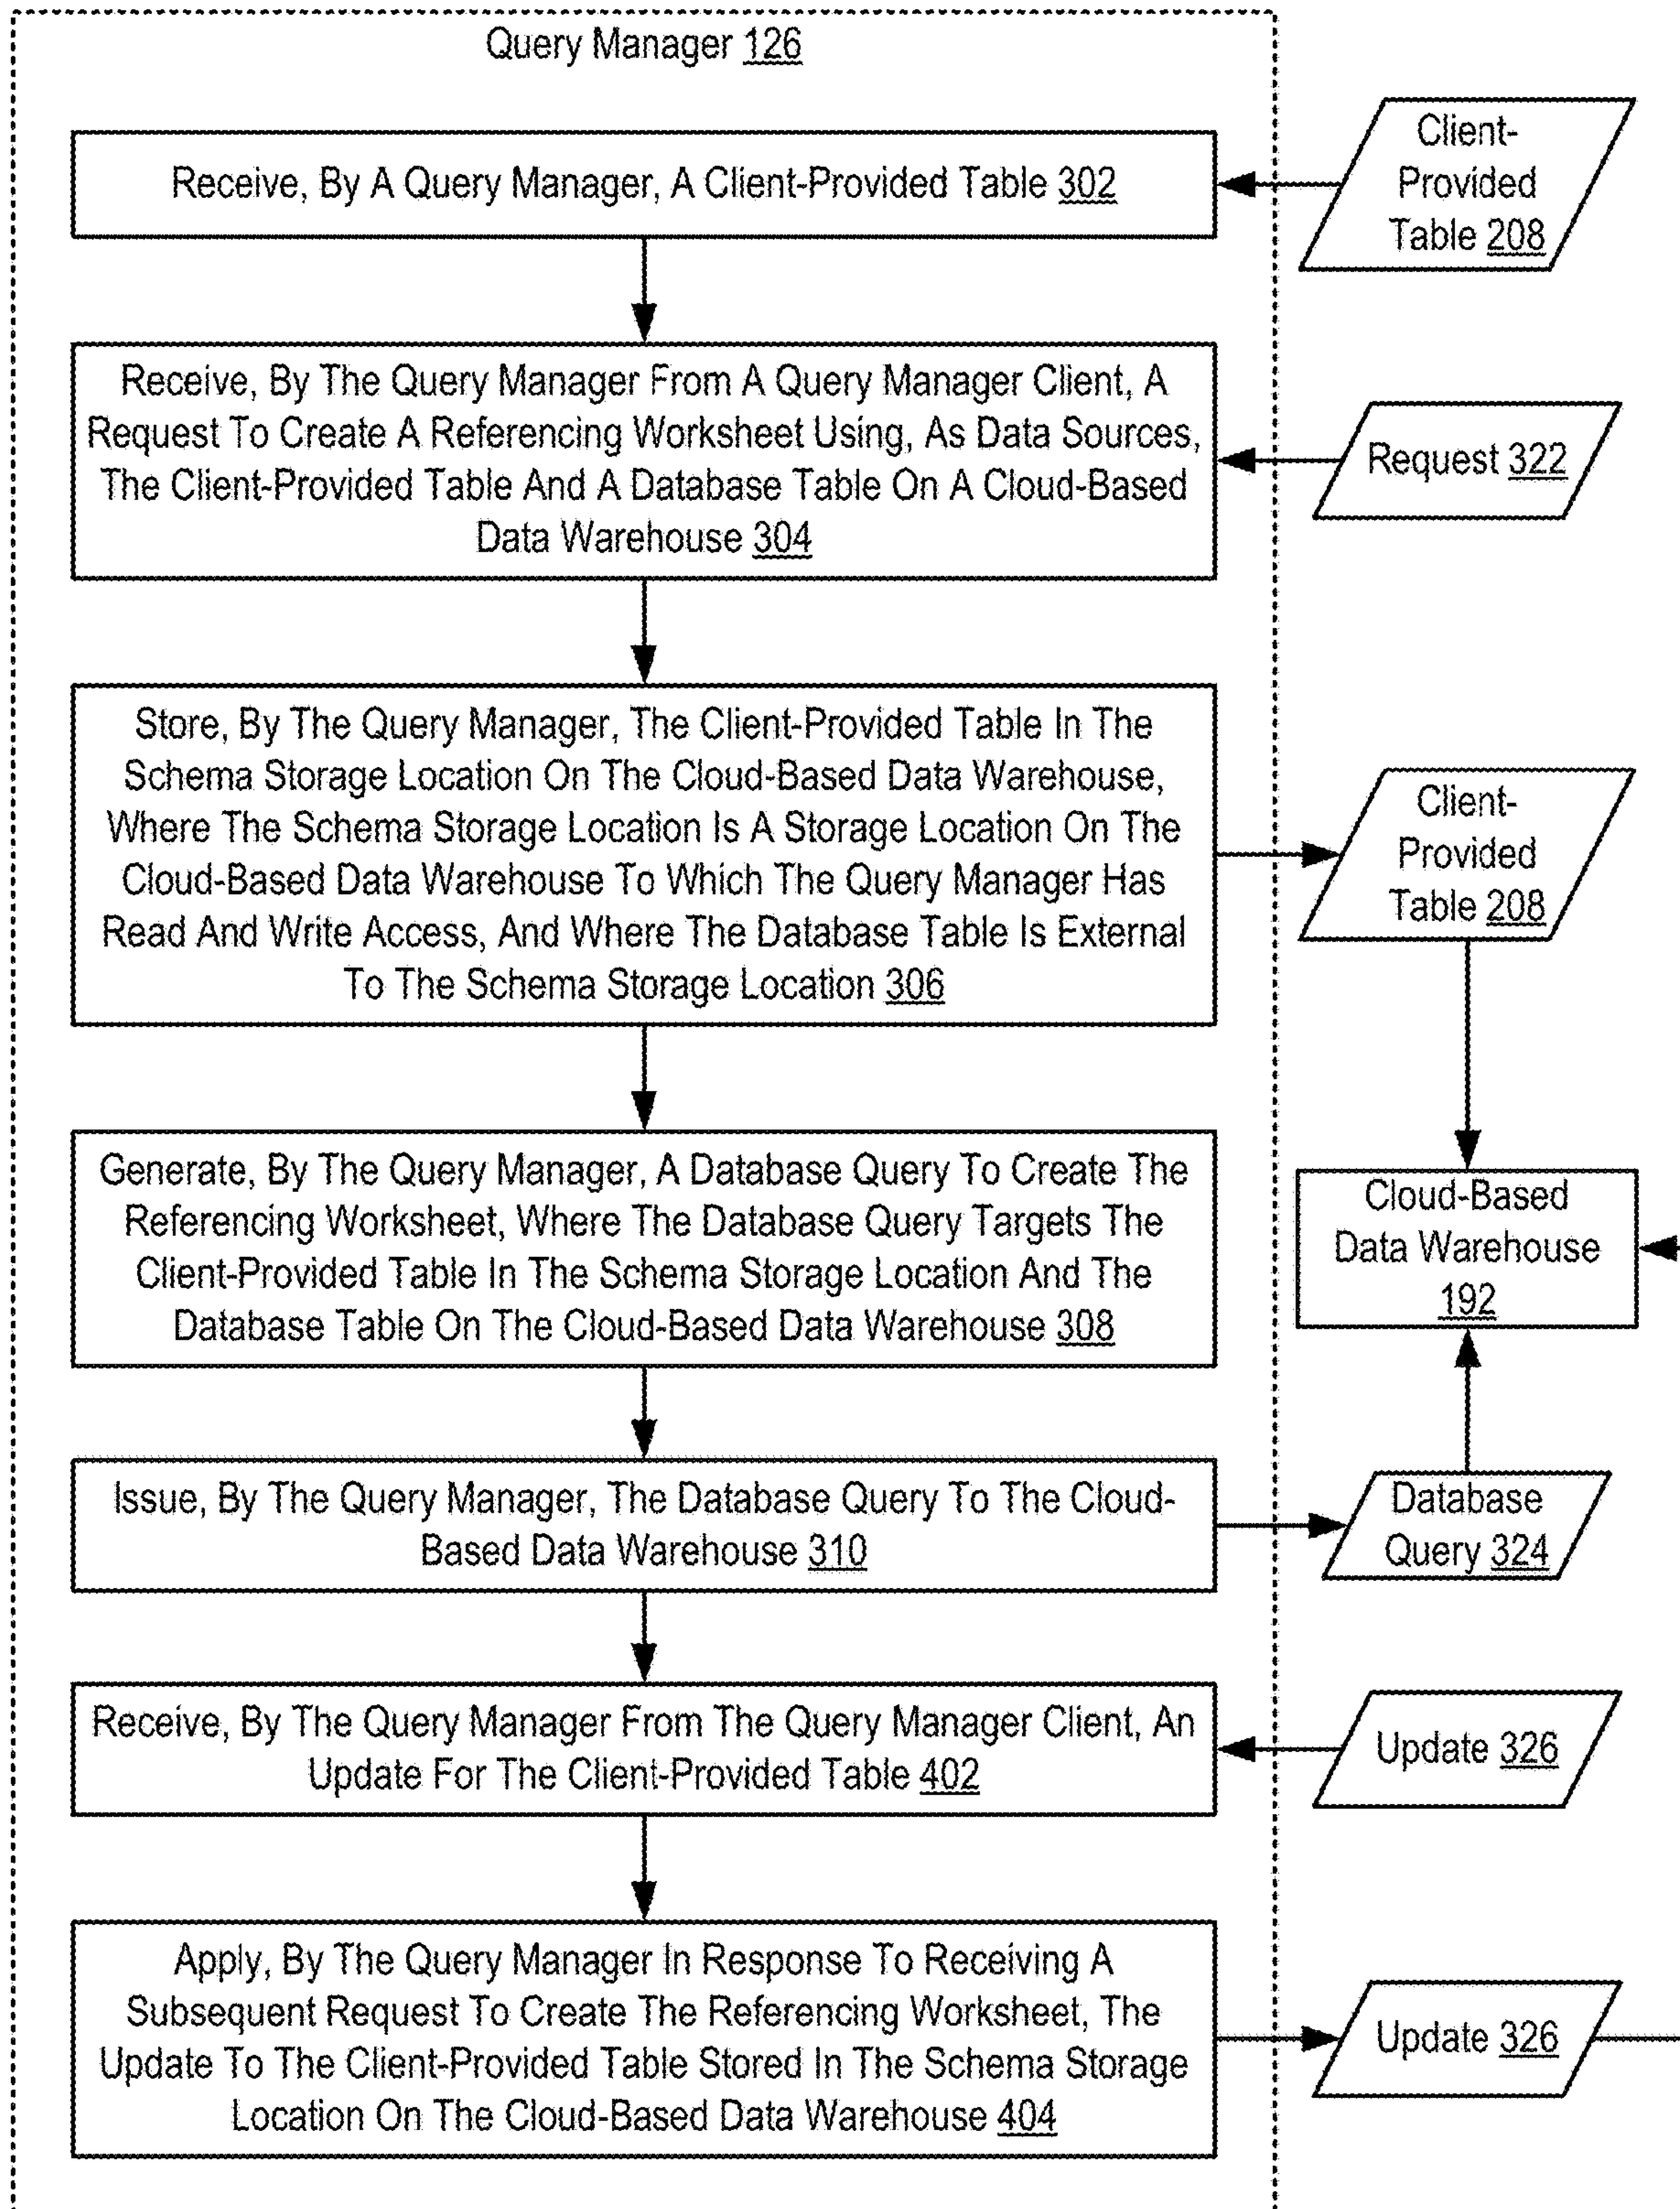 Query Manager 126
Receive, By A Query Manager, A Client-Provided Table 302
Client-
Provided
Table 208
Receive, By The Query Manager From A Query Manager Client, A
Request To Create A Referencing Worksheet Using, As Data Sources,
The Client-Provided Table And A Database Table On A Cloud-Based
Data Warehouse 304
Request 322
Store, By The Query Manager, The Client-Provided Table In The
Schema Storage Location On The Cloud-Based Data Warehouse,
Where The Schema Storage Location Is A Storage Location On The
Cloud-Based Data Warehouse To Which The Query Manager Has
Read And Write Access, And Where The Database Table Is External
To The Schema Storage Location 306
Client-
Provided
Table 208
Generate, By The Query Manager, A Database Query To Create The
Referencing Worksheet, Where The Database Query Targets The
Client-Provided Table In The Schema Storage Location And The
Database Table On The Cloud-Based Data Warehouse 308
Cloud-Based
Data Warehouse
192
Issue, By The Query Manager, The Database Query To The Cloud-
Based Data Warehouse 310
Database
Query 324
Receive, By The Query Manager From The Query Manager Client, An
Update For The Client-Provided Table 402
Update 326
Apply, By The Query Manager In Response To Receiving A
Subsequent Request To Create The Referencing Worksheet, The
Update To The Client-Provided Table Stored In The Schema Storage
Location On The Cloud-Based Data Warehouse 404
Update 326